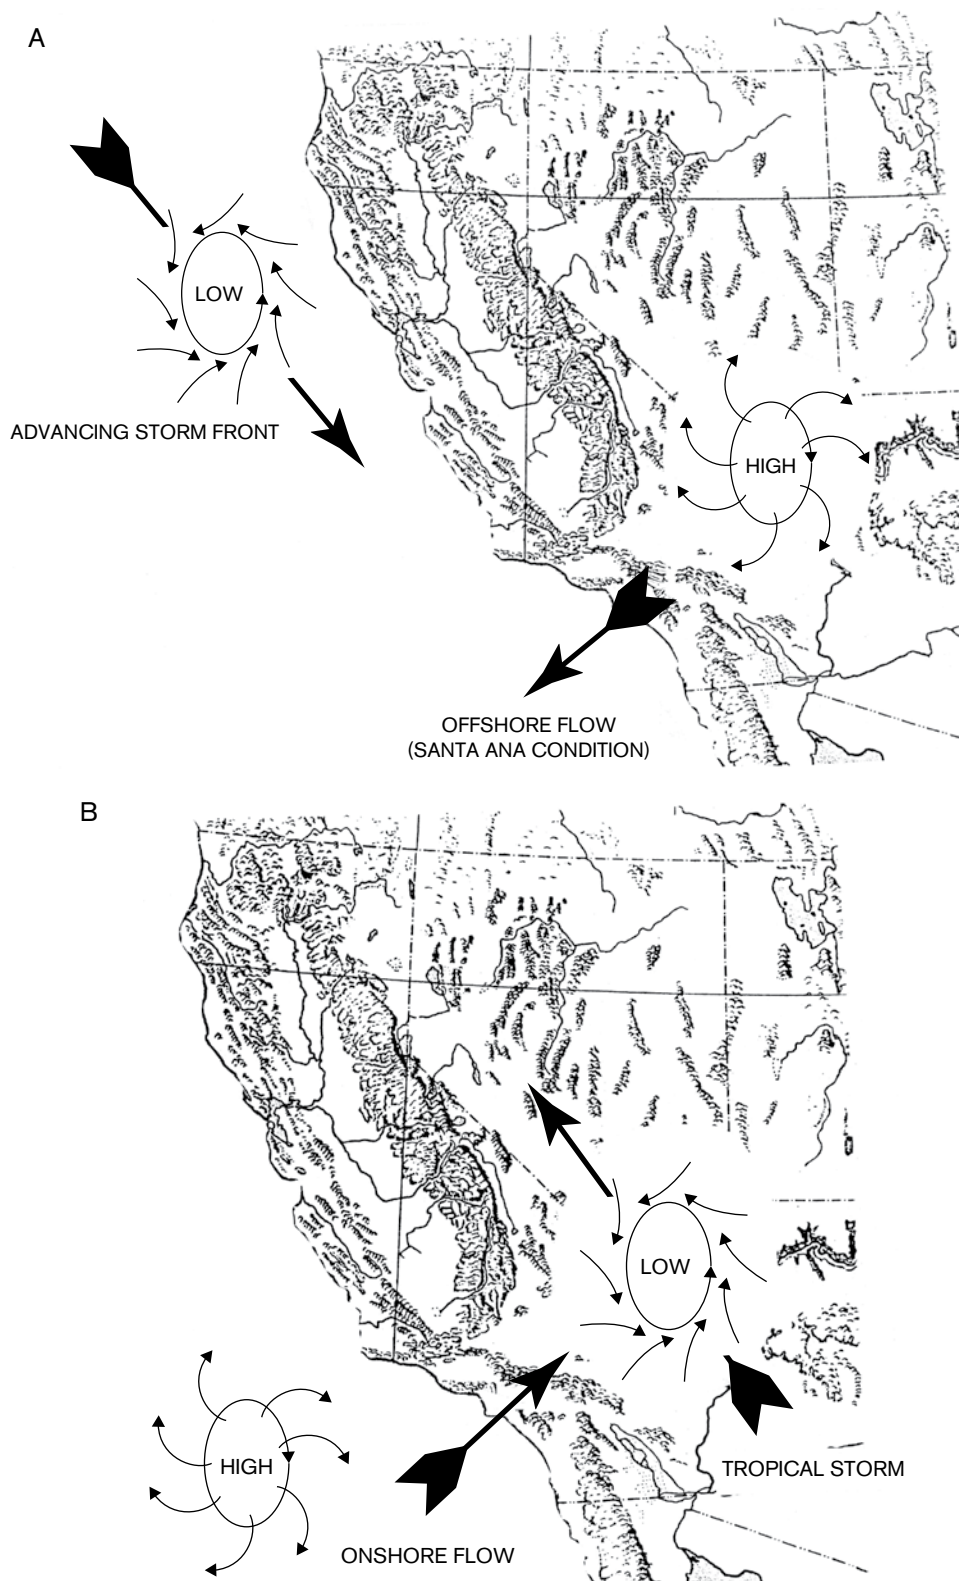 A
LOW
ADVANCING STORM FRONT
HIGH
OFFSHORE FLOW
(SANTA ANA CONDITION)
B
LOW
HIGH
TROPICAL STORM
ONSHORE FLOW